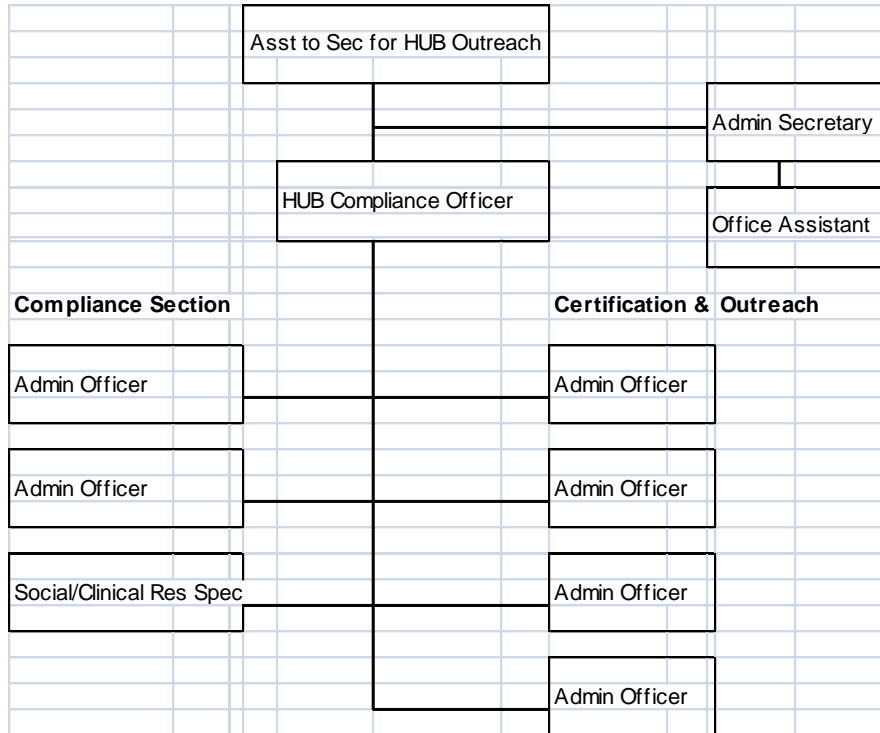 Asst to Sec for HUB Outreach
Admin Secretary
HUB Compliance Officer
Office Assistant
Compliance Section
Certification & Outreach
Admin Officer
Admin Officer
Admin Officer
Admin Officer
Social/Clinical Res Spec
Admin Officer
Admin Officer